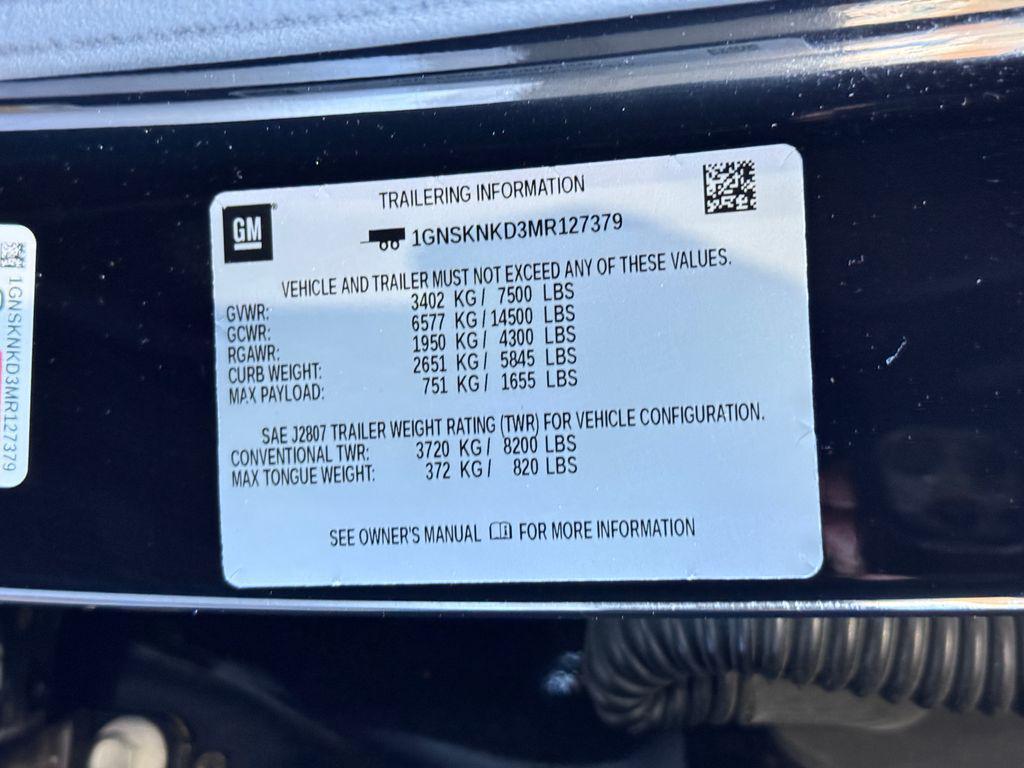 TRAILERING INFORMATION
GM
1GNSKNKD3MR127379
VEHICLE AND TRAILER MUST NOT EXCEED ANY OF THESE VALUES.
GVWR: 3402 KG / 7500 LBS
GCWR: 6577 KG / 14500 LBS
RGAWR: 1950 KG / 4300 LBS
CURB WEIGHT: 2651 KG / 5845 LBS
MAX PAYLOAD: 751 KG / 1655 LBS
SAE J2807 TRAILER WEIGHT RATING (TWR) FOR VEHICLE CONFIGURATION.
CONVENTIONAL TWR: 3720 KG / 8200 LBS
MAX TONGUE WEIGHT: 372 KG / 820 LBS
SEE OWNER'S MANUAL FOR MORE INFORMATION
1GNSKNKD3MR127379